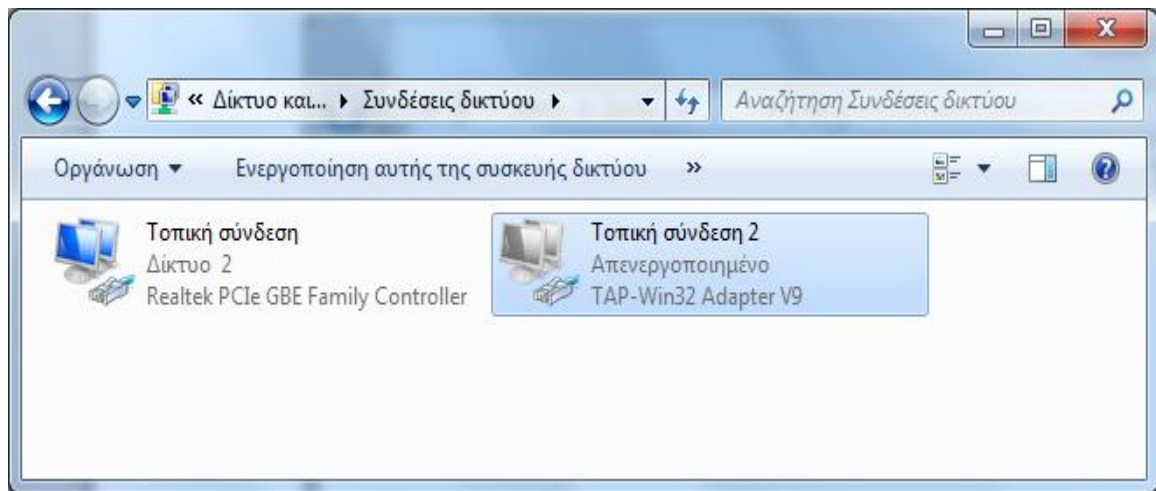 « Δίκτυο και... Συνδέσεις δικτύου Αναζήτηση Συνδέσεις δικτύου
Οργάνωση Ενεργοποίηση αυτής της συσκευής δικτύου »
Τοπική σύνδεση
Δίκτυο 2
Realtek PCIe GBE Family Controller
Τοπική σύνδεση 2
Απενεργοποιημένο
TAP-Win32 Adapter V9